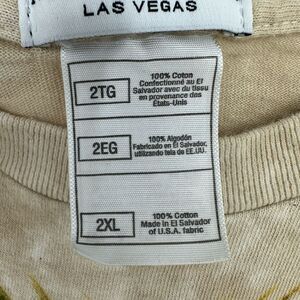 LAS VEGAS
2TG
100% Coton
Confectionné au El
Salvador avec du tissu
en provenance des
États-Unis
2EG
100% Algodón
Fabricado en El Salvador,
utilizando tela de EE.UU.
2XL
100% Cotton
Made in El Salvador
of U.S.A. fabric